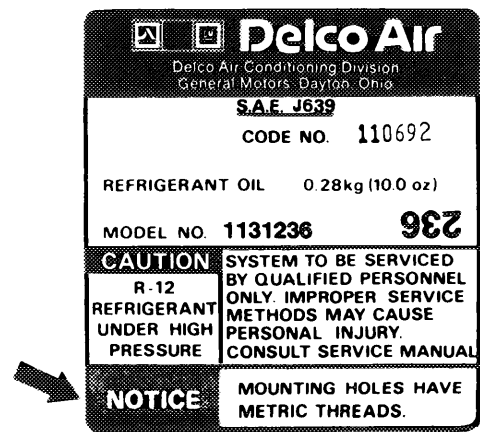 Delco Air
Delco Air Conditioning Division
General Motors Dayton, Ohio
S.A.E. J639
CODE NO. 110692
REFRIGERANT OIL 0.28kg (10.0 oz)
MODEL NO. 1131236 236
CAUTION
R-12
REFRIGERANT
UNDER HIGH
PRESSURE
SYSTEM TO BE SERVICED
BY QUALIFIED PERSONNEL
ONLY. IMPROPER SERVICE
METHODS MAY CAUSE
PERSONAL INJURY.
CONSULT SERVICE MANUAL
NOTICE
MOUNTING HOLES HAVE
METRIC THREADS.